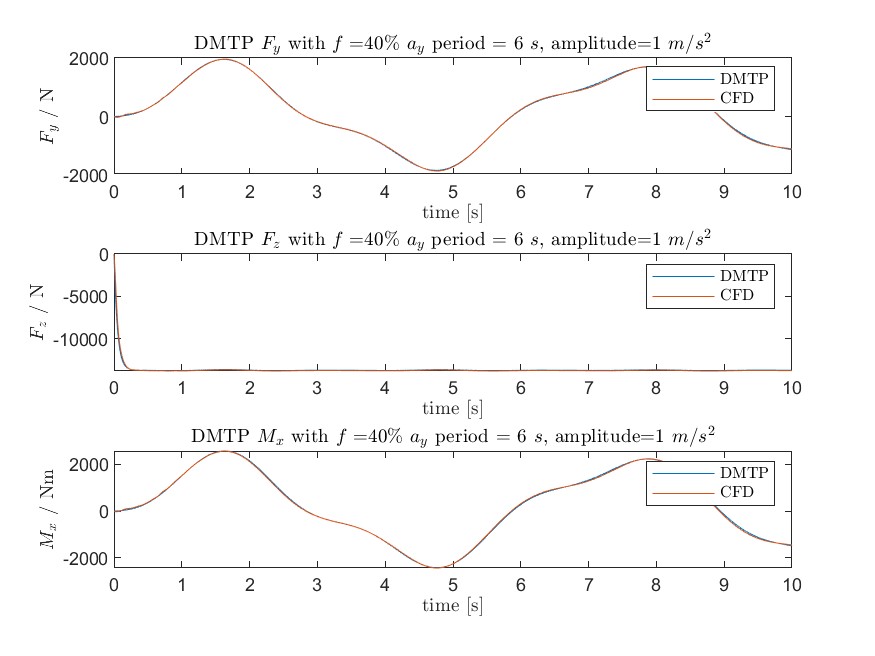 DMTP F_y with f =40% a_y period = 6 s, amplitude=1 m/s²
2000
0
-2000
F_y / N
DMTP
CFD
0 1 2 3 4 5 6 7 8 9 10
time [s]
DMTP F_z with f =40% a_y period = 6 s, amplitude=1 m/s²
0
-5000
-10000
F_z / N
DMTP
CFD
0 1 2 3 4 5 6 7 8 9 10
time [s]
DMTP M_x with f =40% a_y period = 6 s, amplitude=1 m/s²
2000
0
-2000
M_x / Nm
DMTP
CFD
0 1 2 3 4 5 6 7 8 9 10
time [s]